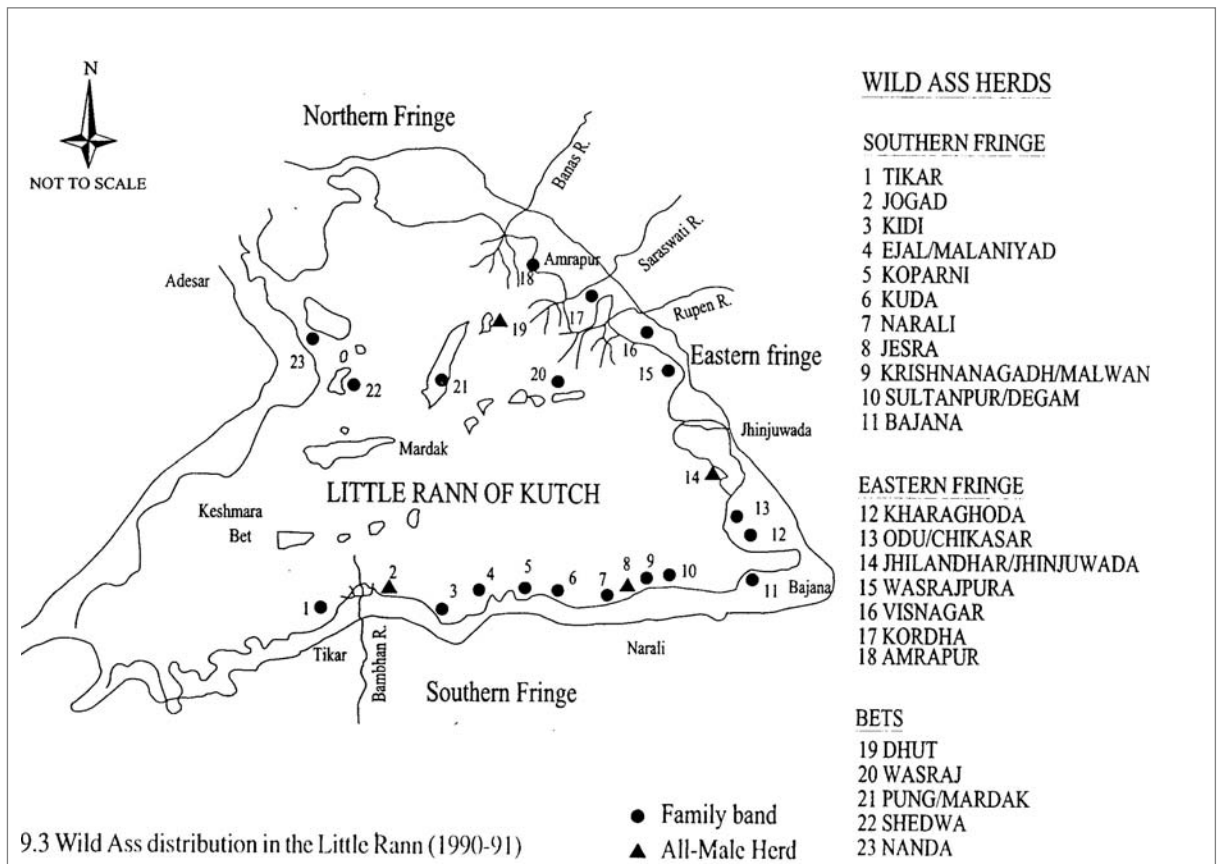 N
NOT TO SCALE
Northern Fringe
Banas R.
Saraswati R.
Amrapur
18
Adesar
17
Rupen R.
19
16
Eastern fringe
23
22
21
20
15
Jhinjuwada
Mardak
14
LITTLE RANN OF KUTCH
Keshmara
Bet
13
12
1
2
3
4
5
6
7
8
9
10
11
Bajana
Tikar
Bambhan R.
Narali
Southern Fringe
WILD ASS HERDS
SOUTHERN FRINGE
1 TIKAR
2 JOGAD
3 KIDI
4 EJAL/MALANIYAD
5 KOPARNI
6 KUDA
7 NARALI
8 JESRA
9 KRISHNANAGADH/MALWAN
10 SULTANPUR/DEGAM
11 BAJANA
EASTERN FRINGE
12 KHARAGHODA
13 ODU/CHIKASAR
14 JHILANDHAR/JHINJUWADA
15 WASRAJPURA
16 VISNAGAR
17 KORDHA
18 AMRAPUR
BETS
19 DHUT
20 WASRAJ
21 PUNG/MARDAK
22 SHEDWA
23 NANDA
Family band
All-Male Herd
9.3 Wild Ass distribution in the Little Rann (1990-91)